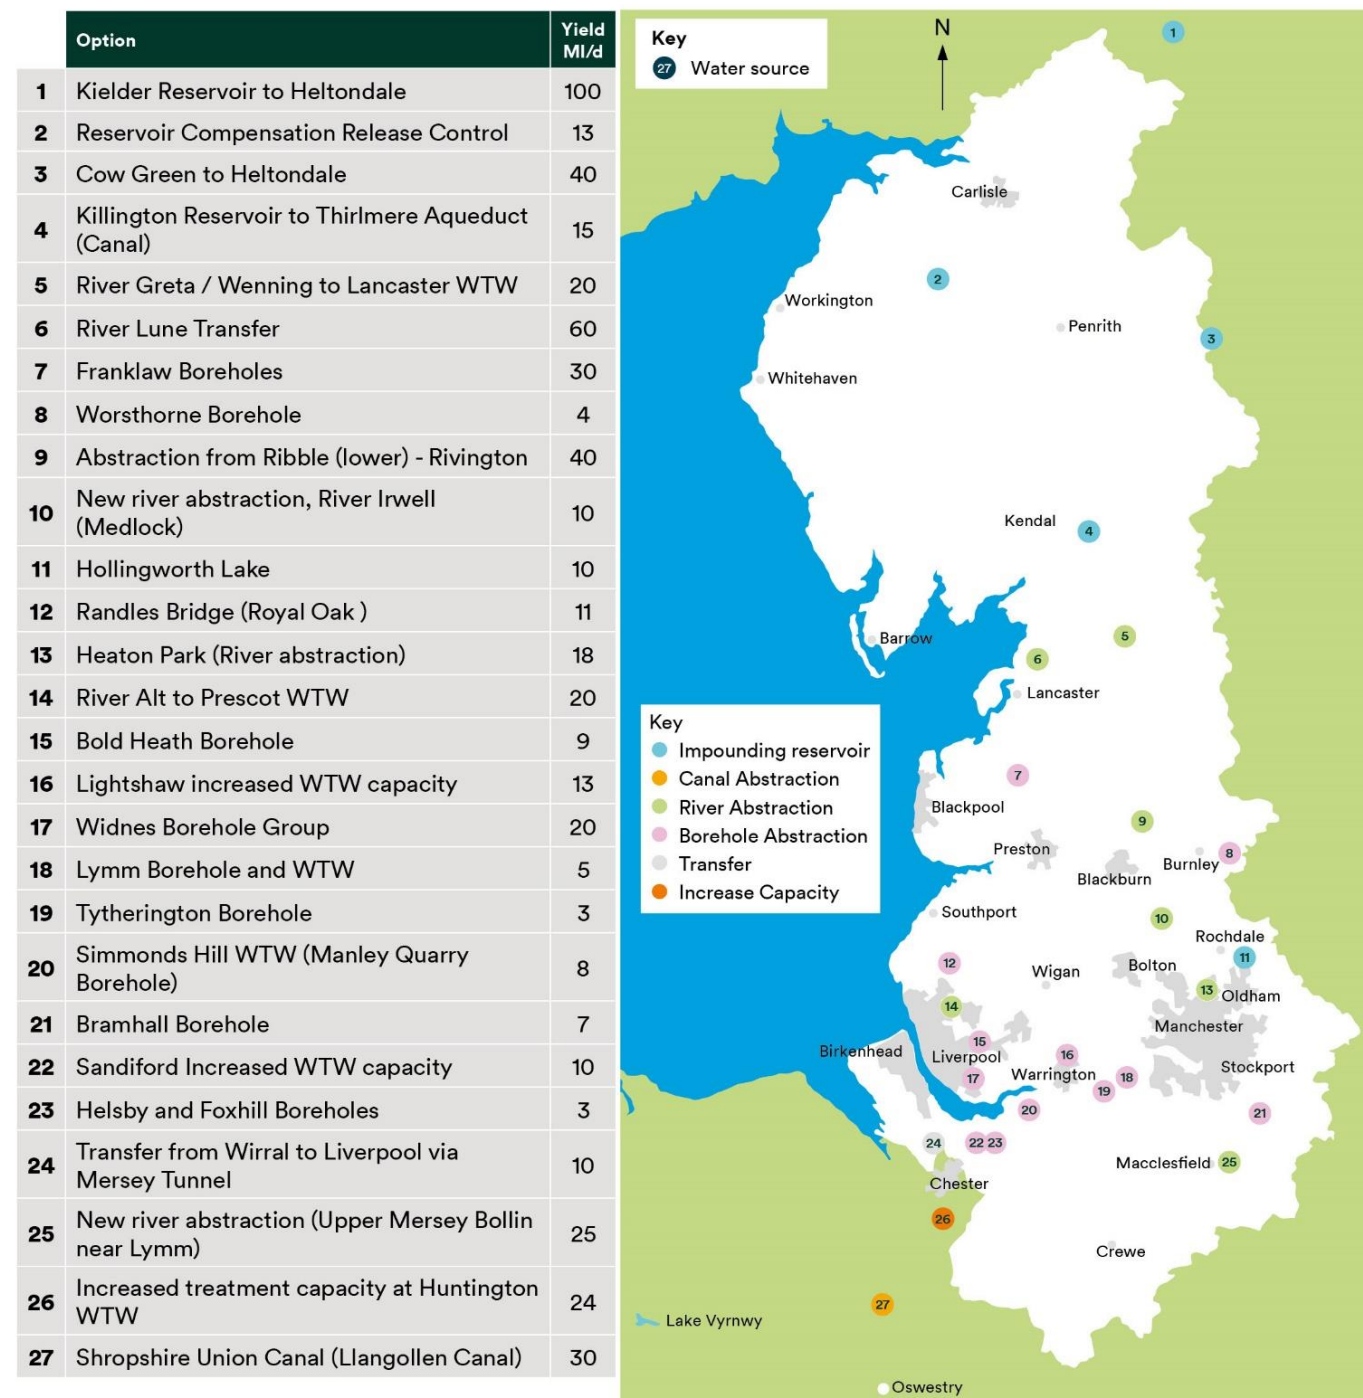 Option
Yield
Ml/d
1 Kielder Reservoir to Heltondale 100
2 Reservoir Compensation Release Control 13
3 Cow Green to Heltondale 40
4 Killington Reservoir to Thirlmere Aqueduct
(Canal) 15
5 River Greta / Wenning to Lancaster WTW 20
6 River Lune Transfer 60
7 Franklaw Boreholes 30
8 Worsthorne Borehole 4
9 Abstraction from Ribble (lower) - Rivington 40
10 New river abstraction, River Irwell
(Medlock) 10
11 Hollingworth Lake 10
12 Randles Bridge (Royal Oak ) 11
13 Heaton Park (River abstraction) 18
14 River Alt to Prescot WTW 20
15 Bold Heath Borehole 9
16 Lightshaw increased WTW capacity 13
17 Widnes Borehole Group 20
18 Lymm Borehole and WTW 5
19 Tytherington Borehole 3
20 Simmonds Hill WTW (Manley Quarry
Borehole) 8
21 Bramhall Borehole 7
22 Sandiford Increased WTW capacity 10
23 Helsby and Foxhill Boreholes 3
24 Transfer from Wirral to Liverpool via
Mersey Tunnel 10
25 New river abstraction (Upper Mersey Bollin
near Lymm) 25
26 Increased treatment capacity at Huntington
WTW 24
27 Shropshire Union Canal (Llangollen Canal) 30
Key
27 Water source
N
1
Carlisle
2
Workington
Penrith
3
Whitehaven
Kendal
4
5
Barrow
6
Lancaster
Key
Impounding reservoir
Canal Abstraction
River Abstraction
Borehole Abstraction
Transfer
Increase Capacity
7
Blackpool
9
Preston
Burnley
8
Blackburn
Southport
10
Rochdale
12
Wigan
Bolton
11
13
Oldham
14
Manchester
15
Birkenhead
Liverpool
16
Warrington
Stockport
17
18
19
20
21
24
22
23
Macclesfield
25
Chester
26
Crewe
27
Lake Vyrnwy
Oswestry